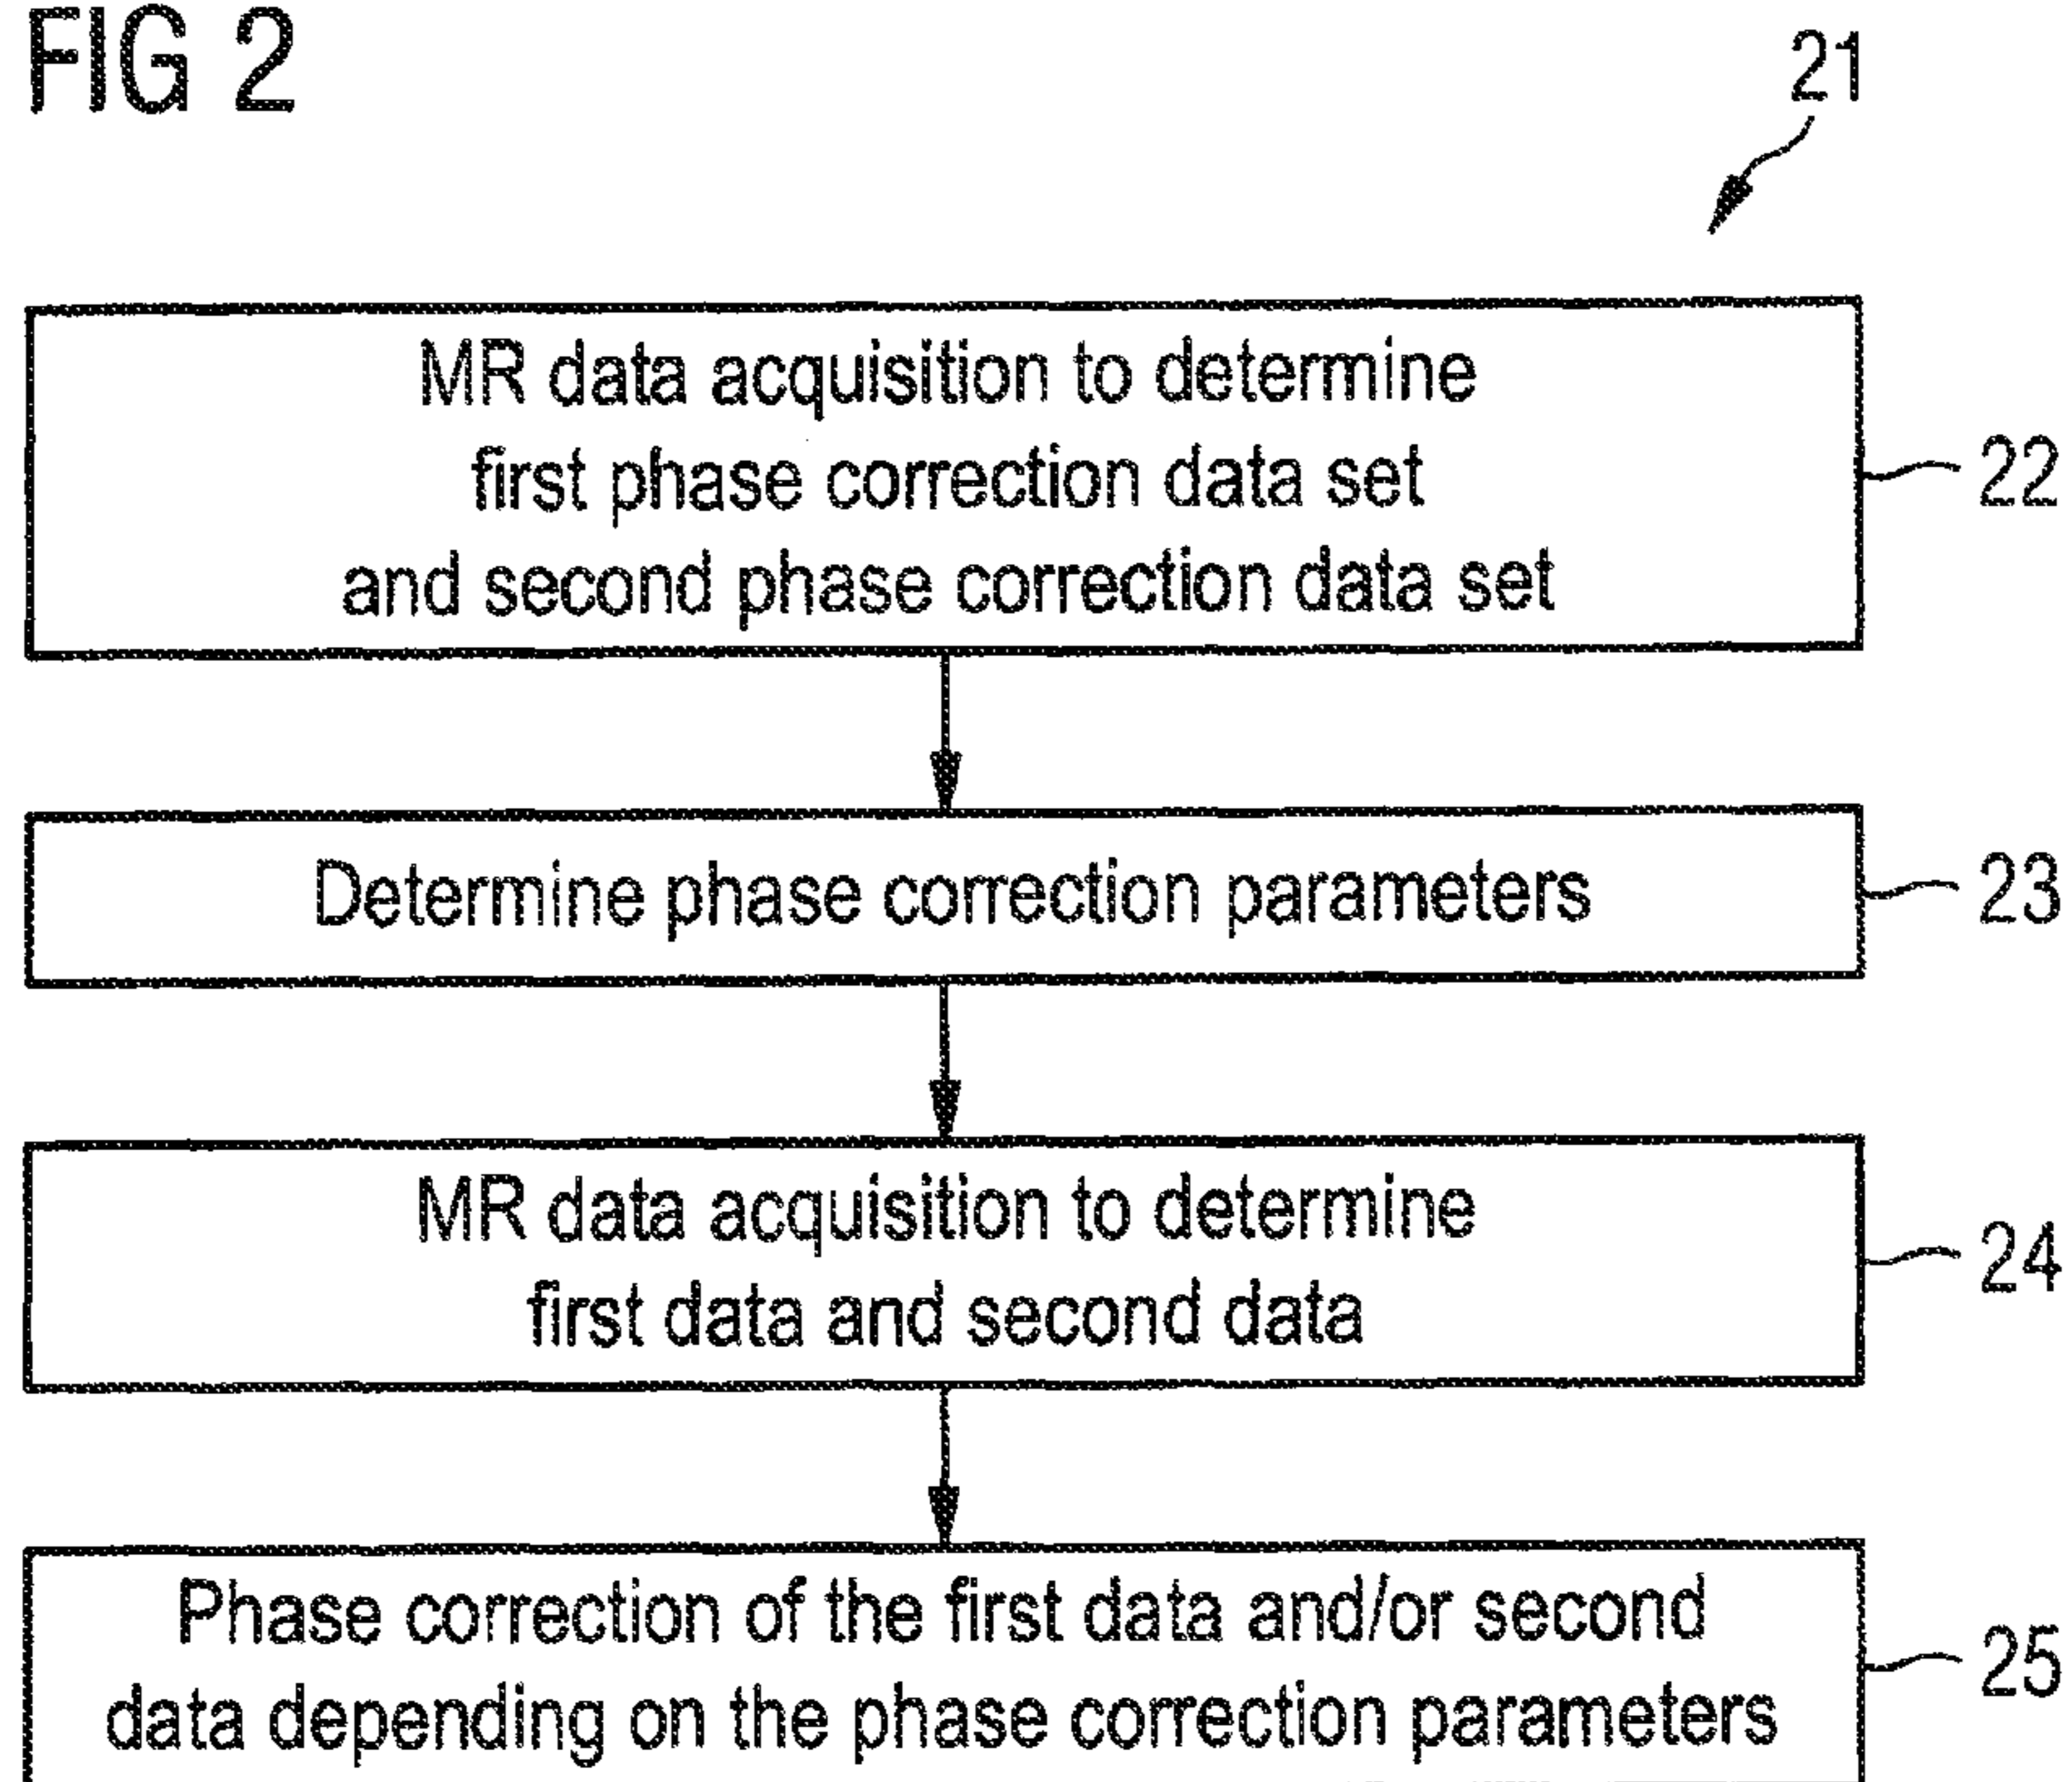 FIG 2
21
MR data acquisition to determine
first phase correction data set
and second phase correction data set
22
Determine phase correction parameters
23
MR data acquisition to determine
first data and second data
24
Phase correction of the first data and/or second
data depending on the phase correction parameters
25